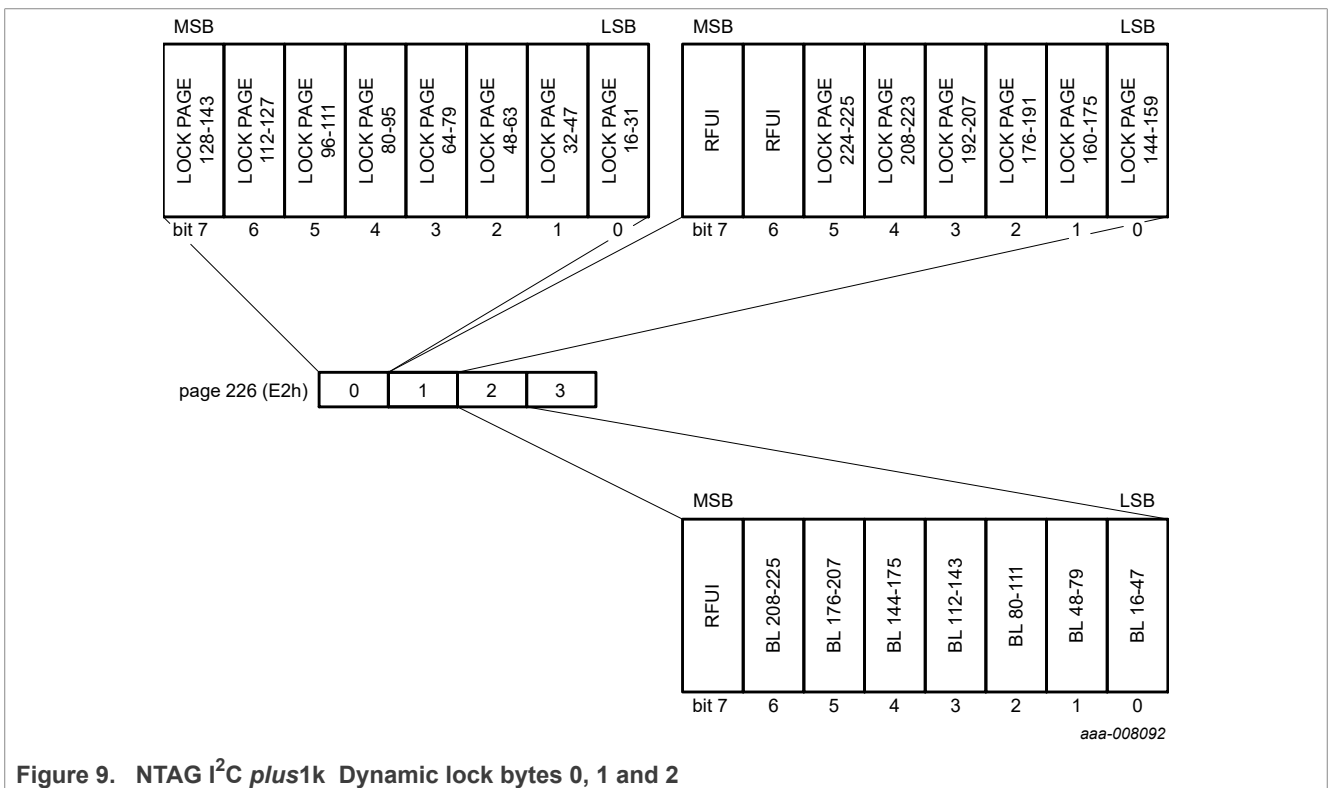 MSB LSB MSB LSB
LOCK PAGE
128-143
LOCK PAGE
112-127
LOCK PAGE
96-111
LOCK PAGE
80-95
LOCK PAGE
64-79
LOCK PAGE
48-63
LOCK PAGE
32-47
LOCK PAGE
16-31
RFUI
RFUI
LOCK PAGE
224-225
LOCK PAGE
208-223
LOCK PAGE
192-207
LOCK PAGE
176-191
LOCK PAGE
160-175
LOCK PAGE
144-159
bit 7 6 5 4 3 2 1 0 bit 7 6 5 4 3 2 1 0
page 226 (E2h) 0 1 2 3
MSB LSB
RFUI
BL 208-225
BL 176-207
BL 144-175
BL 112-143
BL 80-111
BL 48-79
BL 16-47
bit 7 6 5 4 3 2 1 0
aaa-008092
Figure 9. NTAG I²C plus1k Dynamic lock bytes 0, 1 and 2